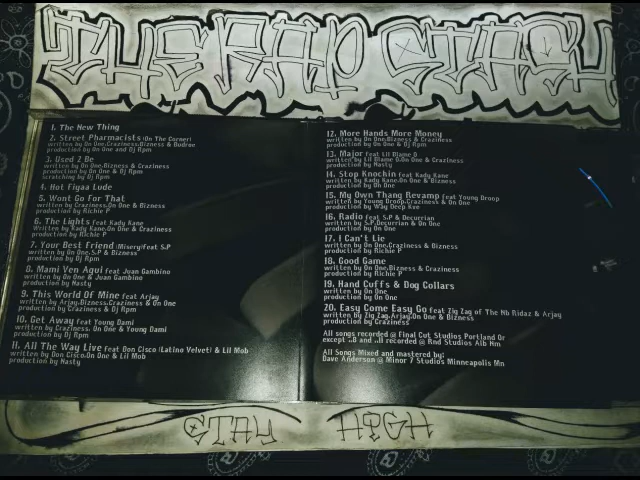 THE RAP STASH
1. The New Thing
2. Street Pharmacists (On The Corner)
written by On One,Craziness,Bizness & Budroe
production by On One and Dj Rpm
3. Used 2 Be
written by On One,Bizness & Craziness
production by On One & Dj Rpm
scratching by Dj Rpm
4. Hot Fiyaa Lude
5. Wont Go For That
written by Craziness,On One & Bizness
production by Richie P
6. The Lights feat Kady Kane
Written by Kady Kane,On One & Craziness
production by Richie P
7. Your Best Friend (Misery)feat S.P
written by On One,S.P & Bizness
production by Dj Rpm
8. Mami Ven Aqui feat Juan Gambino
written by On One & Juan Gambino
production by Nasty
9. This World Of Mine feat Arjay
written by Arjay,Bizness,Craziness & On One
production by Craziness & Dj Rpm
10. Get Away feat Young Dami
written by Craziness, On One & Young Dami
production by Dj Rpm
11. All The Way Live feat Don Cisco (Latino Velvet) & Lil Mob
written by Don Cisco,On One & Lil Mob
production by Nasty
12. More Hands More Money
written by On One,Bizness & Craziness
production by On One & Dj Rpm
13. Major feat Lil Blame G
written by Lil Blame G,On One & Craziness
production by Nasty
14. Stop Knochin feat Kady Kane
written by Kady Kane,On One & Bizness
production by On One
15. My Own Thang Revamp feat Young Droop
written by Young Droop,Craziness & On One
production by Way Deep Kve
16. Radio feat S.P & Decurrian
written by S.P,Decurrian & On One
production by On One
17. I Can't Lie
written by On One,Craziness & Bizness
production by Richie P
18. Good Game
written by On One,Bizness & Craziness
production by Richie P
19. Hand Cuffs & Dog Collars
written by On One
production by On One
20. Easy Come Easy Go feat Zig Zag of The Nb Ridaz & Arjay
written by Zig Zag,Arjay,On One & Bizness
production by Craziness
All songs recorded @ Final Cut Studios Portland Or
except ..8 and ..11 recorded @ Rnd Studios Alb Nm
All Songs Mixed and mastered by:
Dave Anderson @ Minor 7 Studios Minneapolis Mn
STAY HIGH